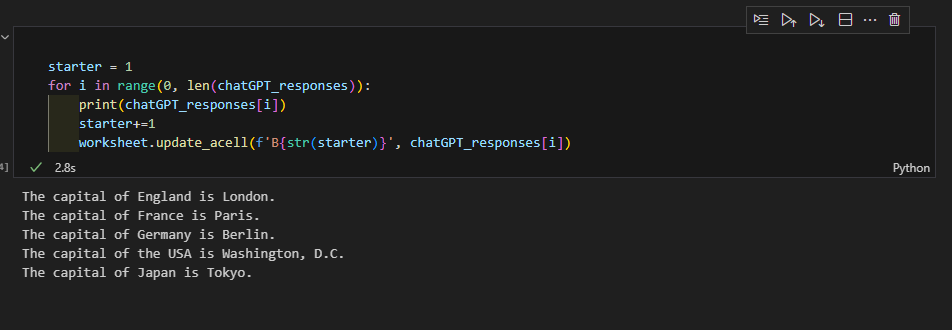 starter = 1
for i in range(0, len(chatGPT_responses)):
    print(chatGPT_responses[i])
    starter+=1
    worksheet.update_acell(f'B{str(starter)}', chatGPT_responses[i])
4]
2.8s
Python
The capital of England is London.
The capital of France is Paris.
The capital of Germany is Berlin.
The capital of the USA is Washington, D.C.
The capital of Japan is Tokyo.